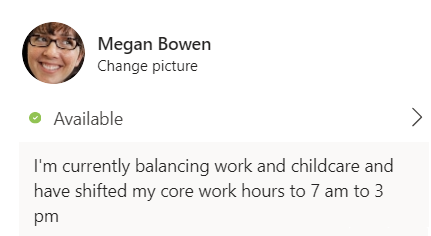 Megan Bowen
Change picture
Available
I'm currently balancing work and childcare and
have shifted my core work hours to 7 am to 3
pm